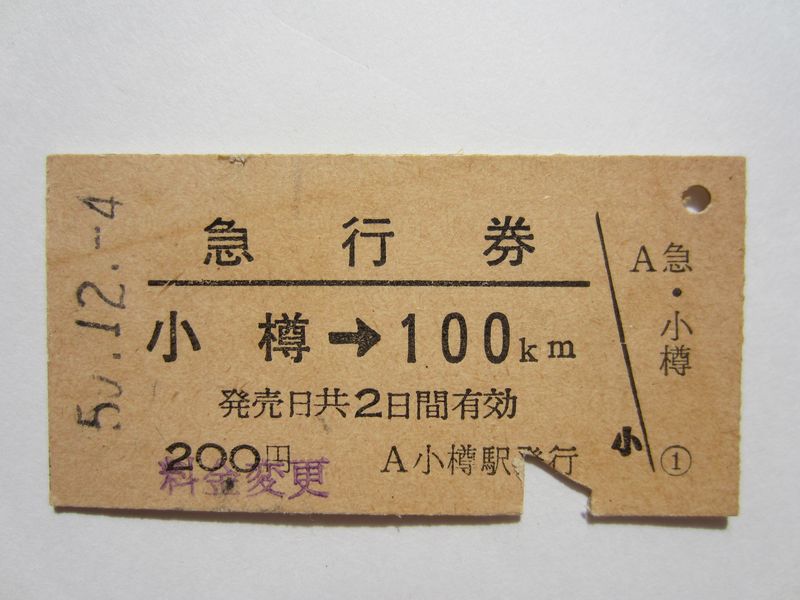 急行券
小樽➡100km
発売日共2日間有効
200円
料金変更
A小樽駅発行
50.12.-4
A急・小樽
小
①